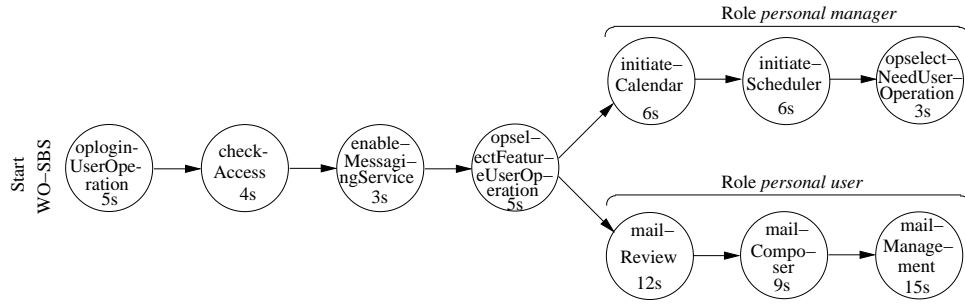 Role personal manager
initiate–
Calendar
6s
initiate–
Scheduler
6s
opselect–
NeedUser–
Operation
3s
Start
WO–SBS
oplogin-
UserOpe-
ration
5s
check-
Access
4s
enable–
–Messagi–
ngService
3s
opsel–
ectFeatur–
eUserOp–
eration
5s
Role personal user
mail–
Review
12s
mail–
Compo–
ser
9s
mail–
Manage–
ment
15s